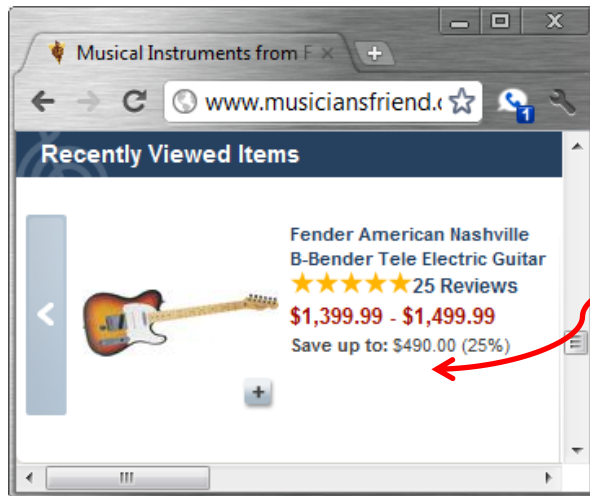 Musical Instruments from F
www.musiciansfriend.c
1
Recently Viewed Items
Fender American Nashville
B-Bender Tele Electric Guitar
25 Reviews
$1,399.99 - $1,499.99
Save up to: $490.00 (25%)